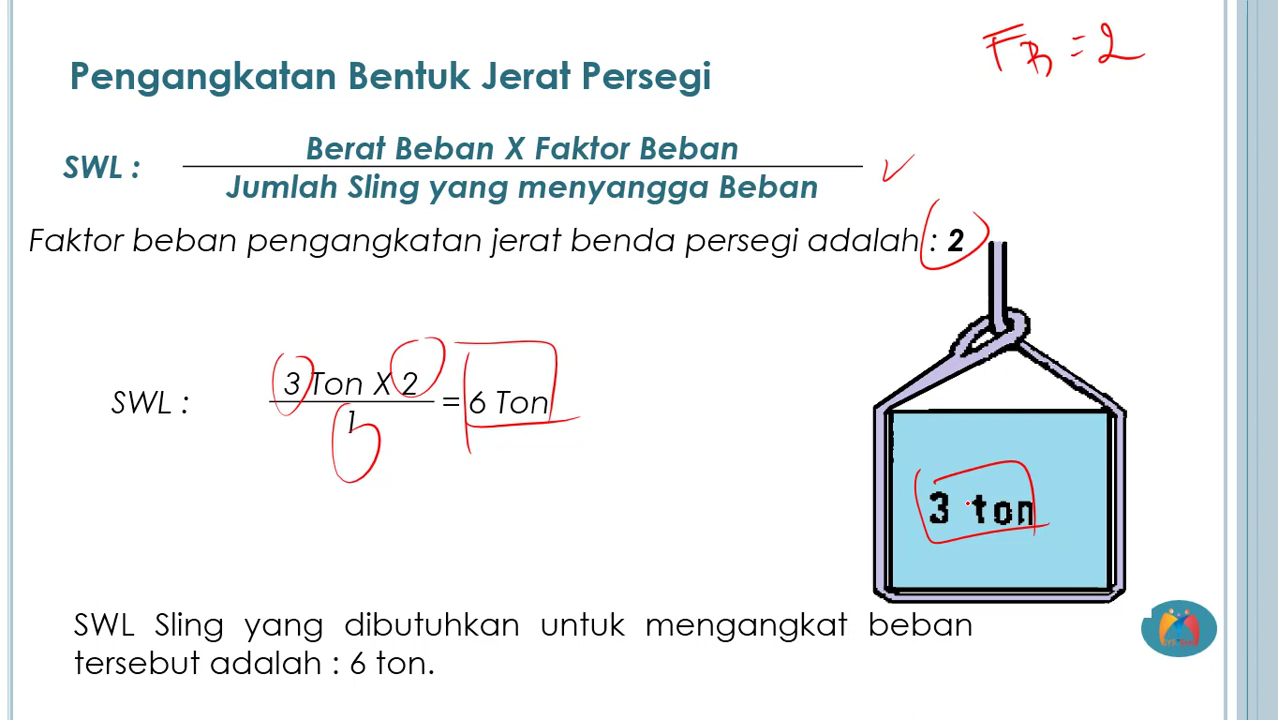 FB = 2
Pengangkatan Bentuk Jerat Persegi
SWL : Berat Beban X Faktor Beban
Jumlah Sling yang menyangga Beban
Faktor beban pengangkatan jerat benda persegi adalah : 2
SWL : 3 Ton X 2 = 6 Ton
1
3 ton
SWL Sling yang dibutuhkan untuk mengangkat beban
tersebut adalah : 6 ton.